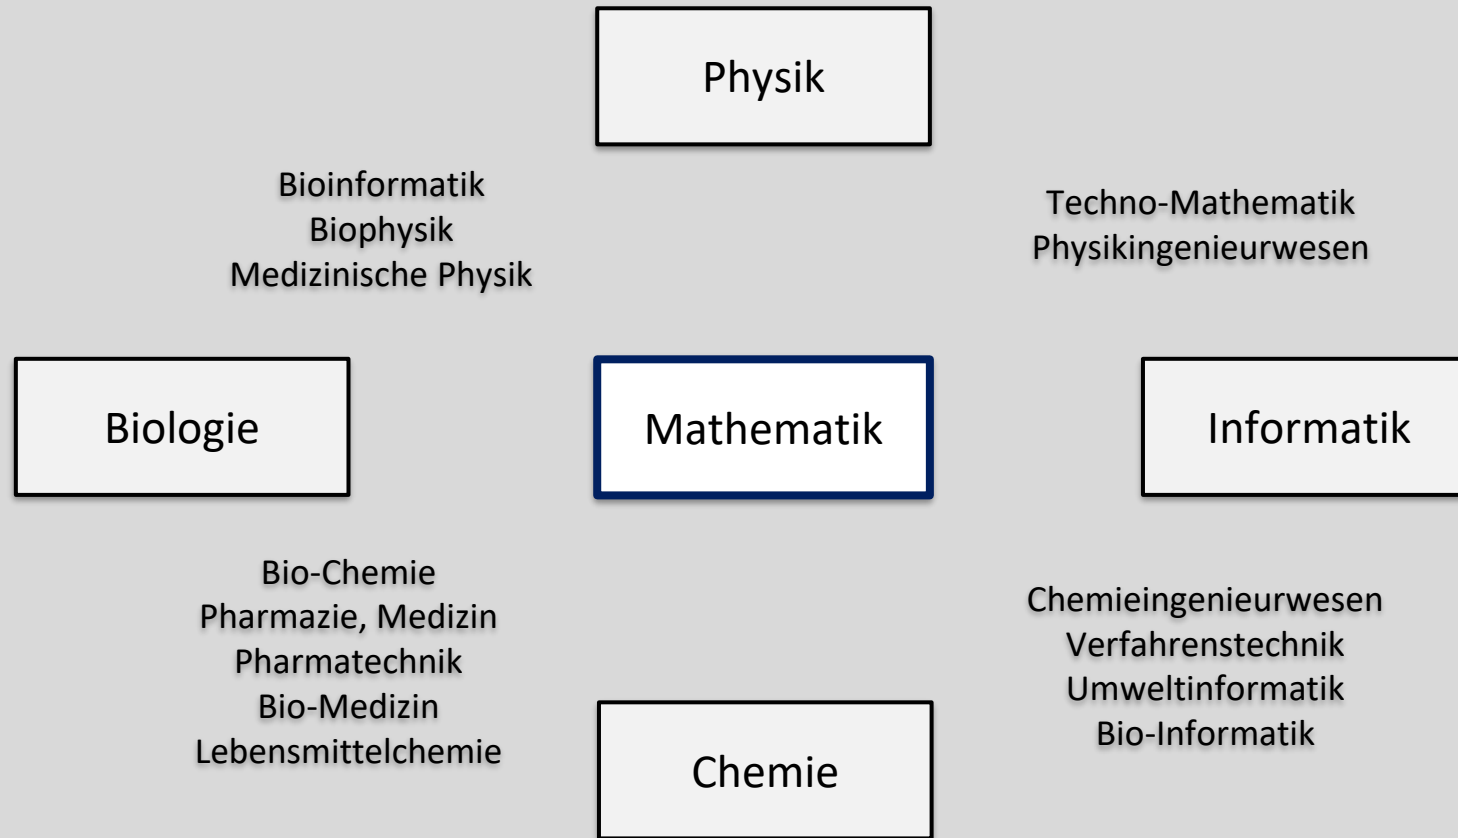 Physik
Bioinformatik
Biophysik
Medizinische Physik
Techno-Mathematik
Physikingenieurwesen
Biologie
Mathematik
Informatik
Bio-Chemie
Pharmazie, Medizin
Pharmatechnik
Bio-Medizin
Lebensmittelchemie
Chemieingenieurwesen
Verfahrenstechnik
Umweltinformatik
Bio-Informatik
Chemie